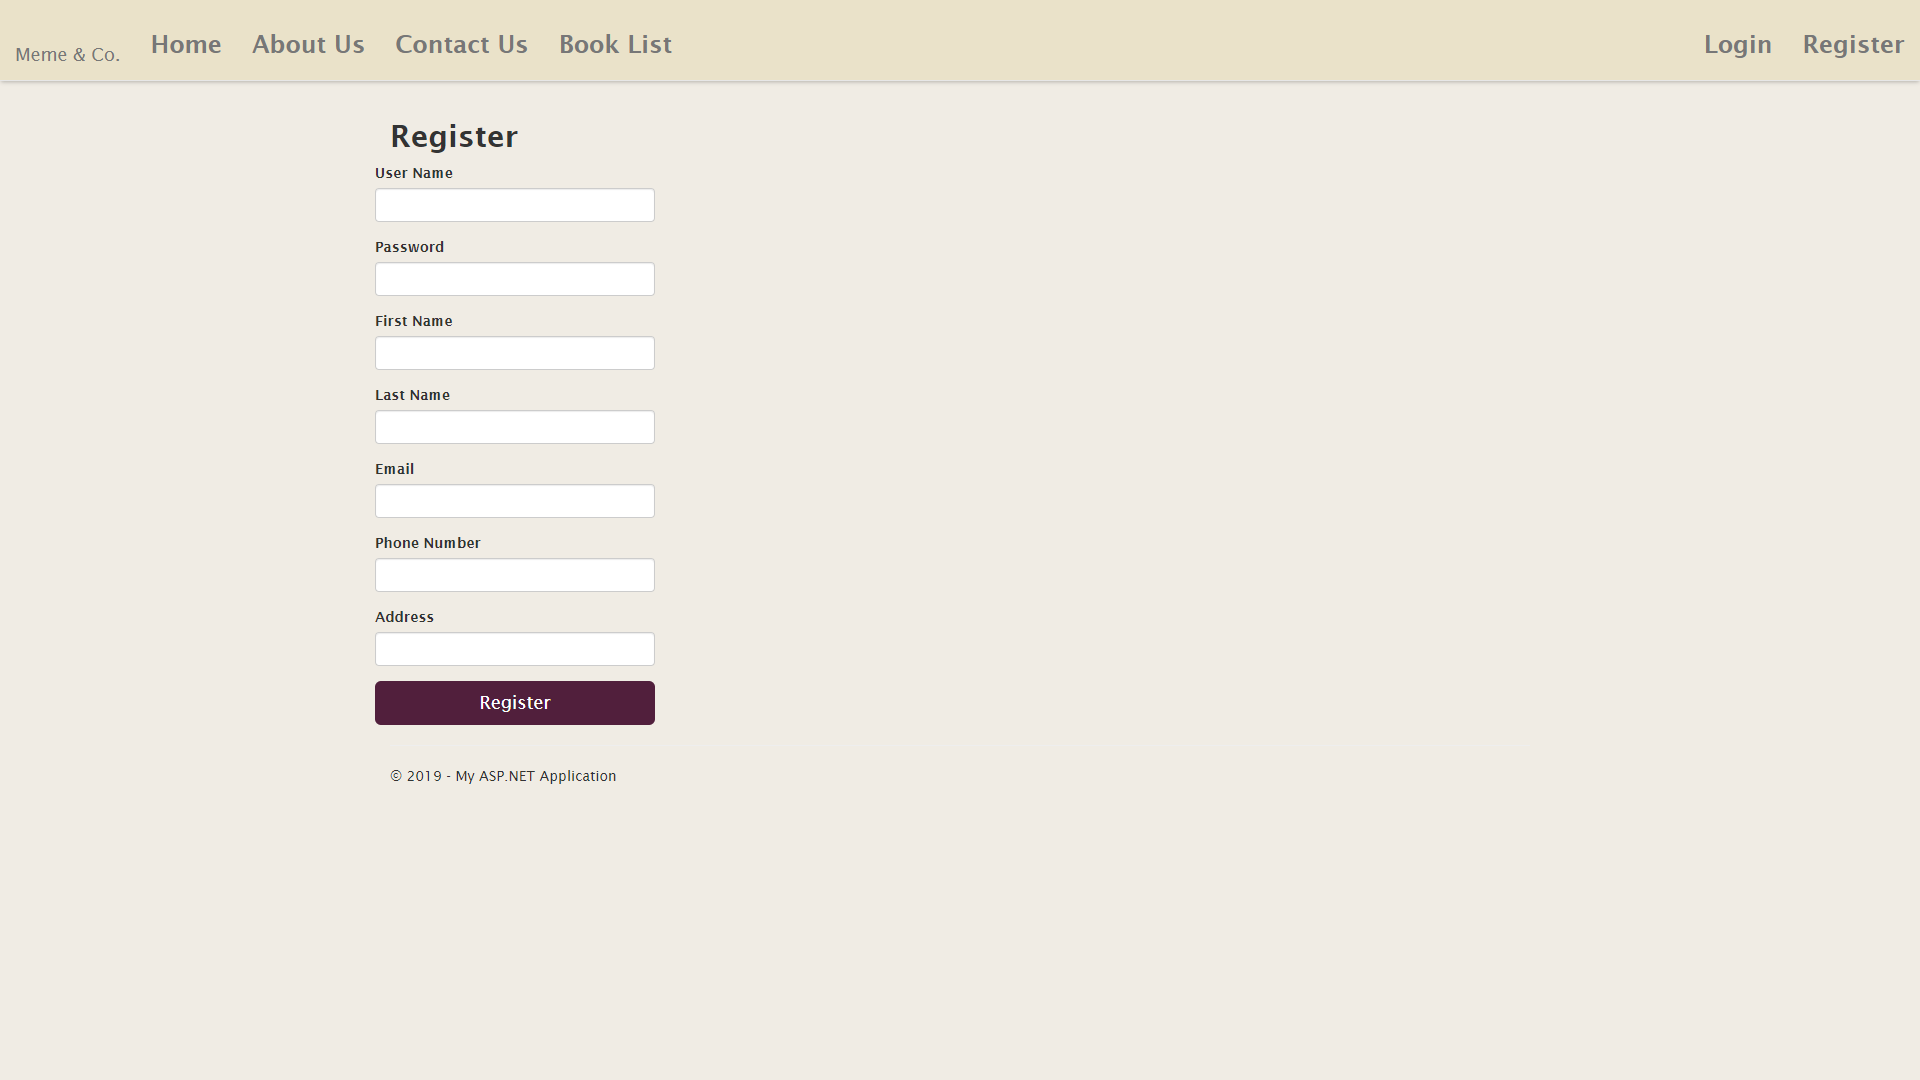 Meme & Co. Home About Us Contact Us Book List Login Register
Register
User Name
Password
First Name
Last Name
Email
Phone Number
Address
Register
© 2019 - My ASP.NET Application